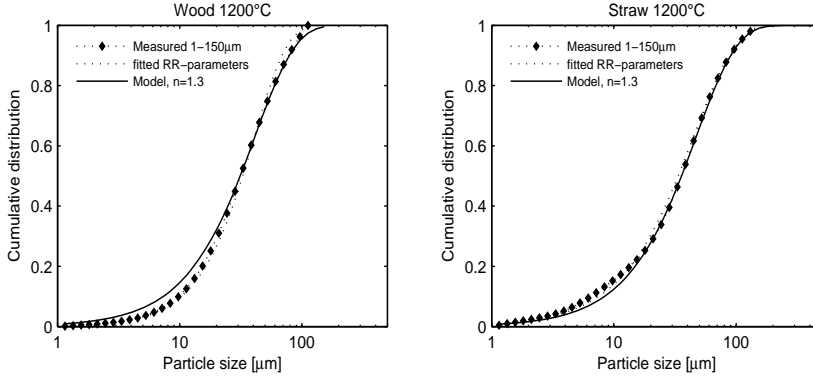 Wood 1200°C
1
0.8
0.6
0.4
0.2
0
Cumulative distribution
Measured 1−150µm
fitted RR−parameters
Model, n=1.3
1
10
100
Particle size [µm]
Straw 1200°C
1
0.8
0.6
0.4
0.2
0
Cumulative distribution
Measured 1−150µm
fitted RR−parameters
Model, n=1.3
1
10
100
Particle size [µm]